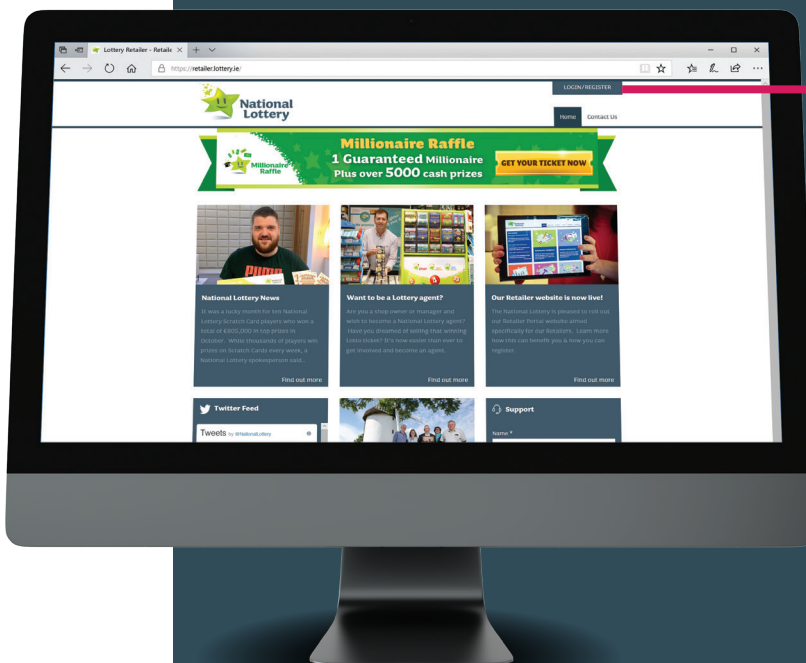 Lottery Retailer - Retaile
https://retailer.lottery.ie/
LOGIN/REGISTER
National
Lottery
Home Contact Us
Millionaire
Raffle
Millionaire Raffle
1 Guaranteed Millionaire
Plus over 5000 cash prizes
GET YOUR TICKET NOW
National Lottery News
It was a lucky month for ten National
Lottery Scratch Card players who won a
total of €602,000 in top prizes in
October. While thousands of players win
prizes on Scratch Cards every week, a
National Lottery spokesperson said..
Find out more
Want to be a Lottery agent?
Are you a shop owner or manager and
wish to become a National Lottery agent?
Have you dreamed of selling that winning
Lotto ticket? It's now easier than ever to
get involved and become an agent.
Find out more
Our Retailer website is now live!
The National Lottery is pleased to roll out
our Retailer Portal website aimed
specifically for our Retailers. Learn more
how this can benefit you & how you can
register.
Find out more
Twitter Feed
Tweets by @NationalLottery
Support
Name *